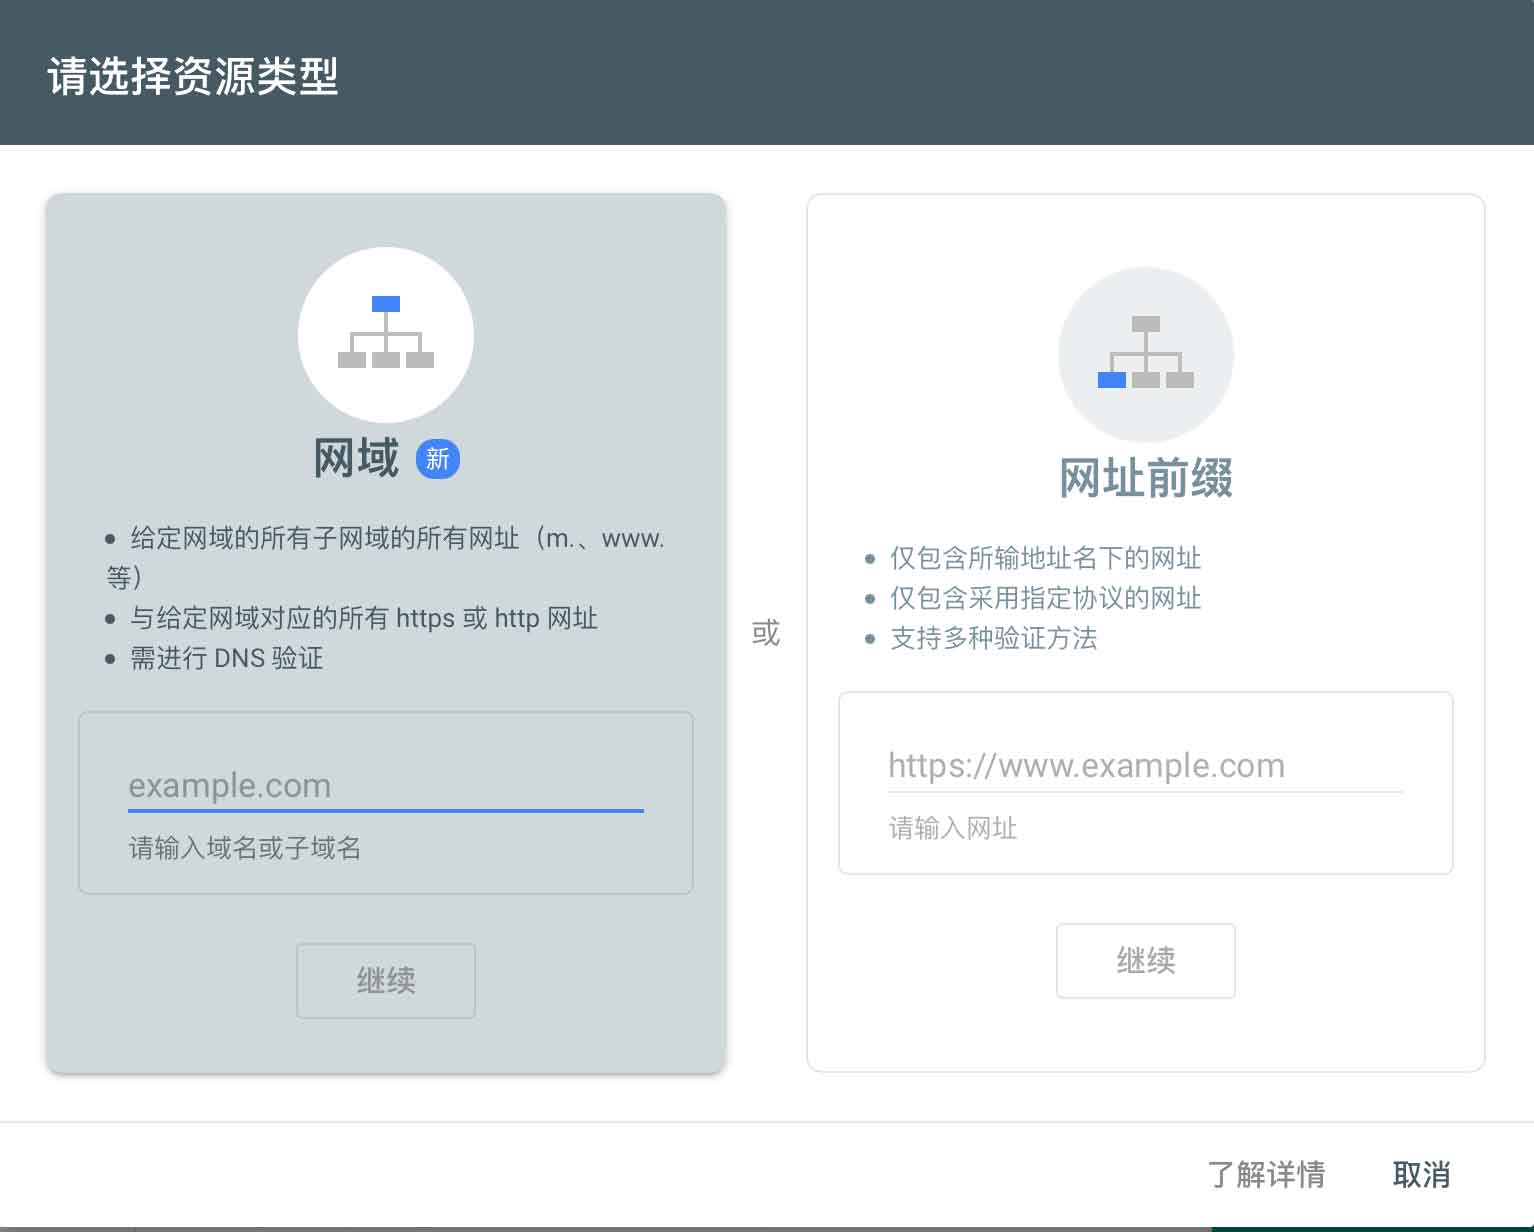 请选择资源类型
网域 新
• 给定网域的所有子网域的所有网址（m.、www.
等）
• 与给定网域对应的所有 https 或 http 网址
• 需进行 DNS 验证
example.com
请输入域名或子域名
继续
或
网址前缀
• 仅包含所输地址名下的网址
• 仅包含采用指定协议的网址
• 支持多种验证方法
https://www.example.com
请输入网址
继续
了解详情 取消